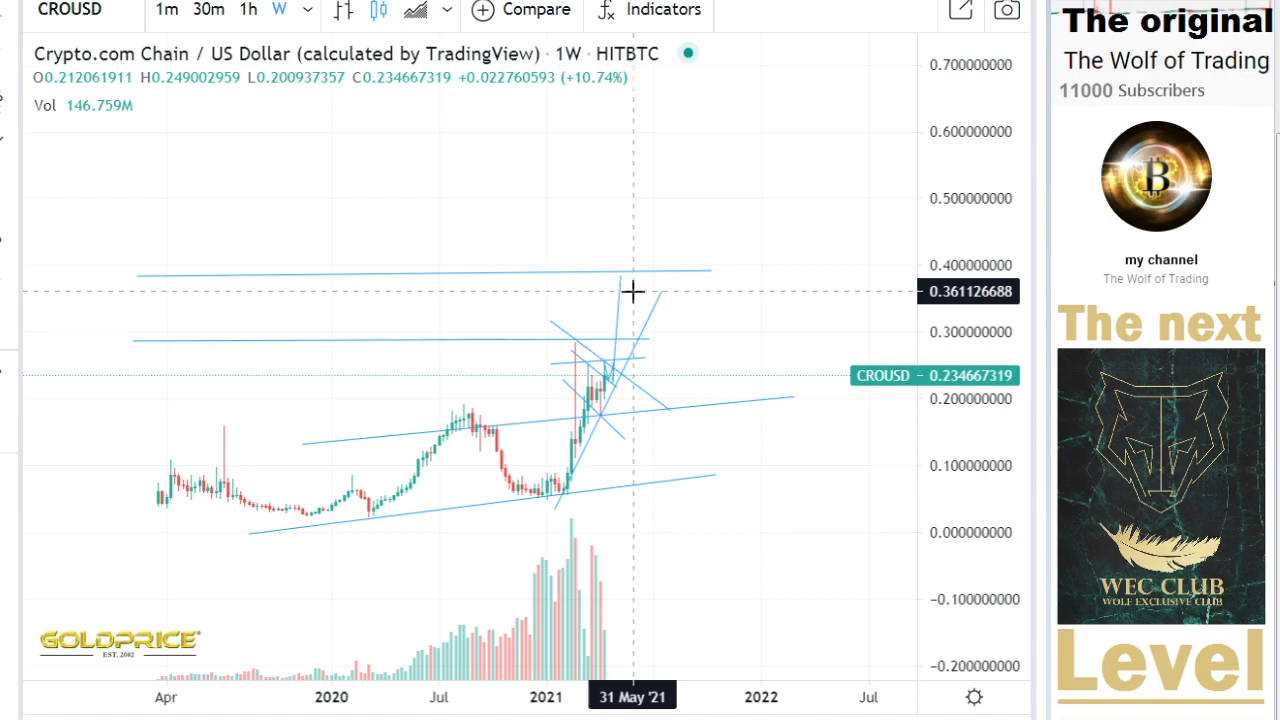 CROUSD 1m 30m 1h W Compare Indicators
Crypto.com Chain / US Dollar (calculated by TradingView) · 1W · HITBTC
O0.212061911 H0.249002959 L0.200937357 C0.234667319 +0.022760593 (+10.74%)
Vol 146.759M
0.700000000
0.600000000
0.500000000
0.400000000
0.361126688
0.300000000
CROUSD − 0.234667319
0.200000000
0.100000000
0.000000000
−0.100000000
−0.200000000
GOLDPRICE®
EST. 2002
Apr 2020 Jul 2021 31 May '21 2022 Jul
The original
The Wolf of Trading
11000 Subscribers
B
my channel
The Wolf of Trading
The next
WEC CLUB
WOLF EXCLUSIVE CLUB
Level